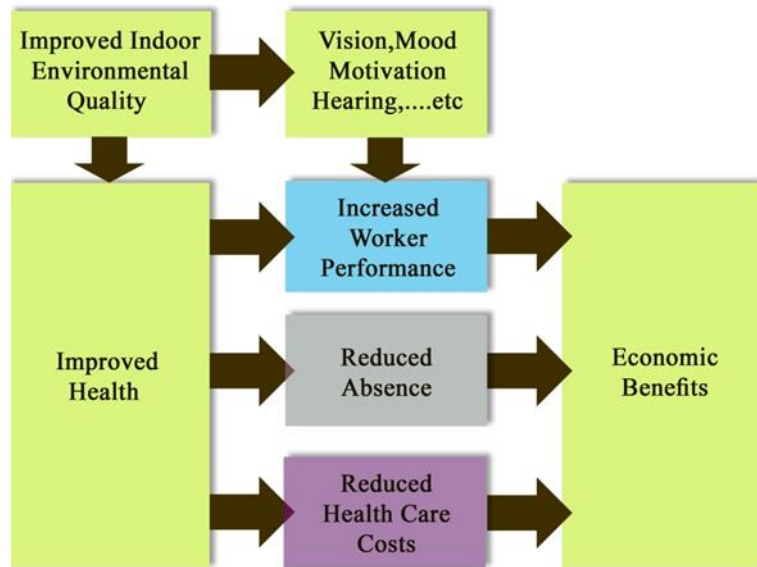 Improved Indoor
Environmental
Quality
Vision,Mood
Motivation
Hearing,....etc
Increased
Worker
Performance
Improved
Health
Reduced
Absence
Economic
Benefits
Reduced
Health Care
Costs